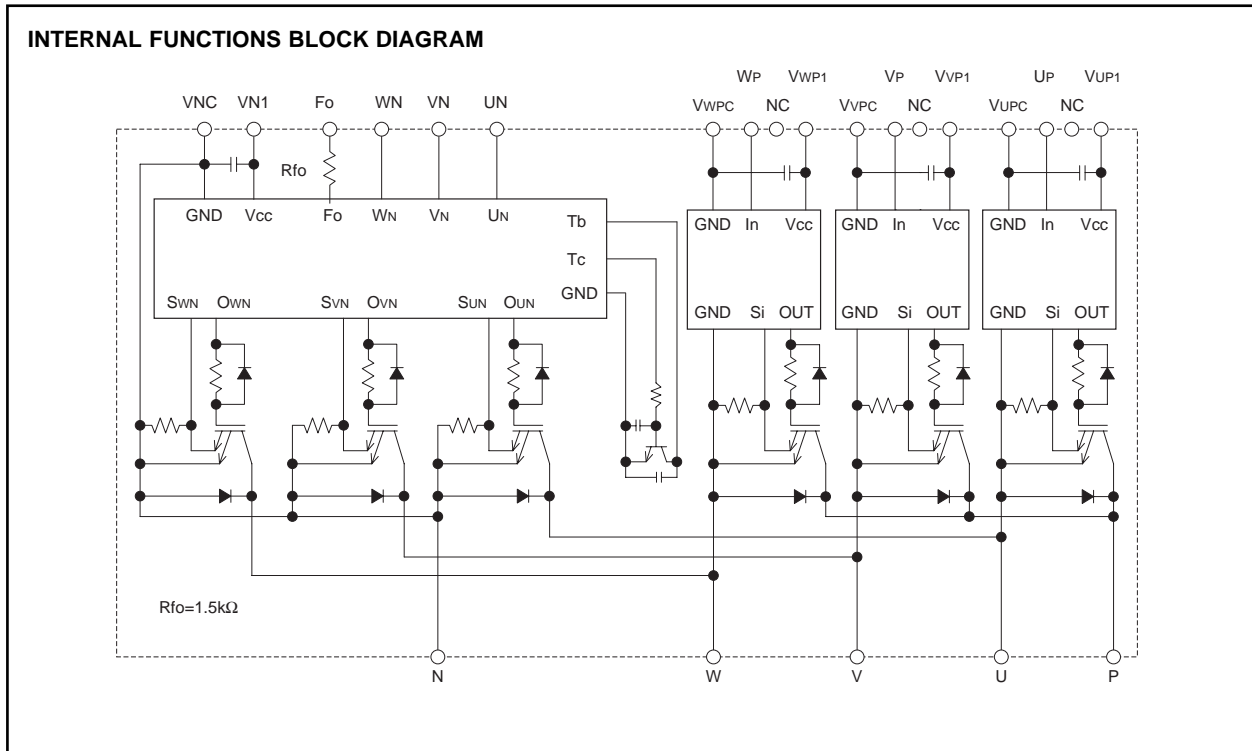 INTERNAL FUNCTIONS BLOCK DIAGRAM
WP VWP1 VP VVP1 UP VUP1
VNC VN1 Fo WN VN UN VWPC NC VVPC NC VUPC NC
Rfo
GND Vcc Fo WN VN UN Tb
Tc
GND
SWN OWN SVN OVN SUN OUN
GND In Vcc GND In Vcc GND In Vcc
GND Si OUT GND Si OUT GND Si OUT
Rfo=1.5kΩ
N W V U P